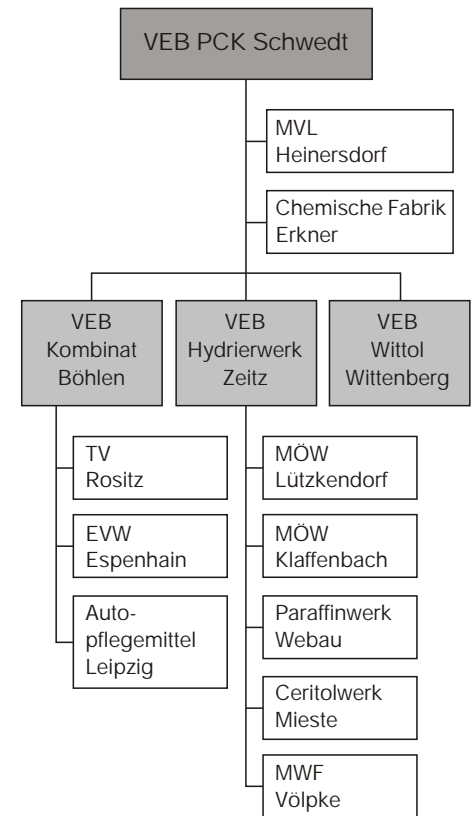 VEB PCK Schwedt
MVL
Heinersdorf
Chemische Fabrik
Erkner
VEB
Kombinat
Böhlen
VEB
Hydrierwerk
Zeitz
VEB
Wittol
Wittenberg
TV
Rositz
EVW
Espenhain
Auto-
pflegemittel
Leipzig
MÖW
Lützkendorf
MÖW
Klaffenbach
Paraffinwerk
Webau
Ceritolwerk
Mieste
MWF
Völpke